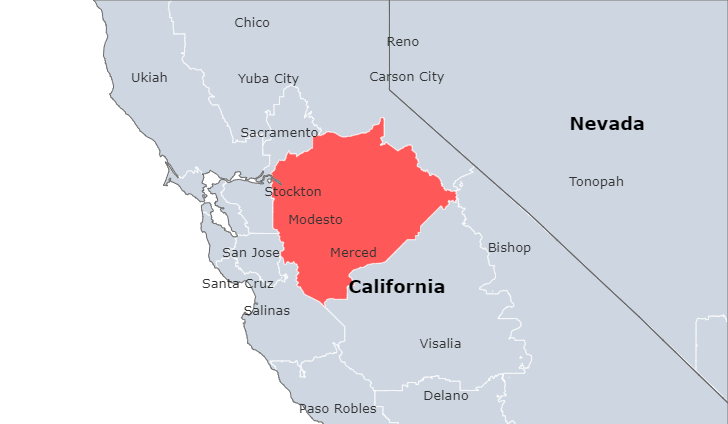 Chico
Reno
Ukiah
Yuba City
Carson City
Nevada
Sacramento
Tonopah
Stockton
Modesto
Bishop
San Jose
Merced
Santa Cruz
California
Salinas
Visalia
Delano
Paso Robles